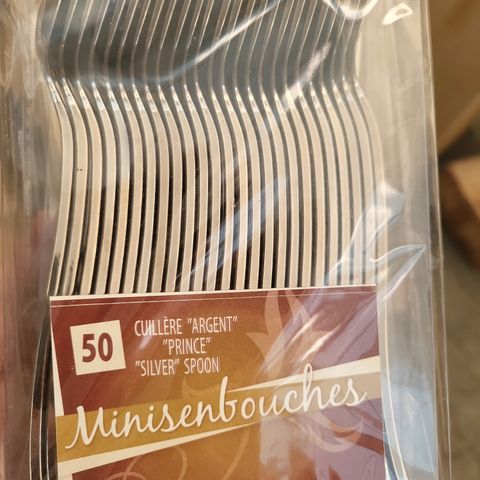 50
CUILLÈRE "ARGENT"
"PRINCE"
"SILVER" SPOON
Minisenbouches